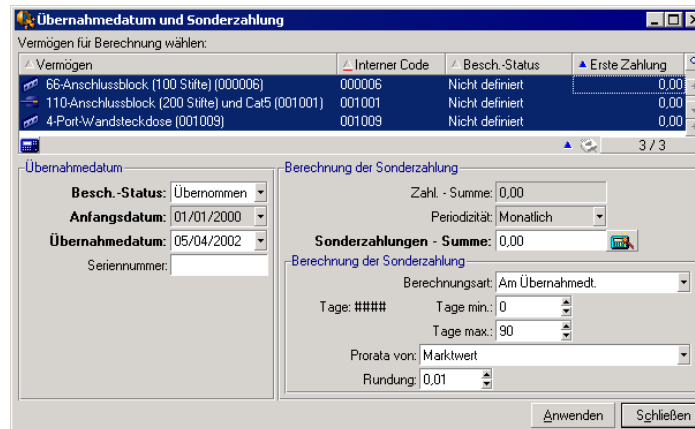 Übernahmedatum und Sonderzahlung
Vermögen für Berechnung wählen:
Vermögen Interner Code Besch.-Status Erste Zahlung
66-Anschlussblock (100 Stifte) (000006) 000006 Nicht definiert 0,00
110-Anschlussblock (200 Stifte) und Cat5 (001001) 001001 Nicht definiert 0,00
4-Port-Wandsteckdose (001009) 001009 Nicht definiert 0,00
3 / 3
Übernahmedatum
Besch.-Status: Übernommen
Anfangsdatum: 01/01/2000
Übernahmedatum: 05/04/2002
Seriennummer:
Berechnung der Sonderzahlung
Zahl. - Summe: 0,00
Periodizität: Monatlich
Sonderzahlungen - Summe: 0,00
Berechnung der Sonderzahlung
Berechnungsart: Am Übernahmedt.
Tage: #### Tage min.: 0
Tage max.: 90
Prorata von: Marktwert
Rundung: 0,01
Anwenden Schließen